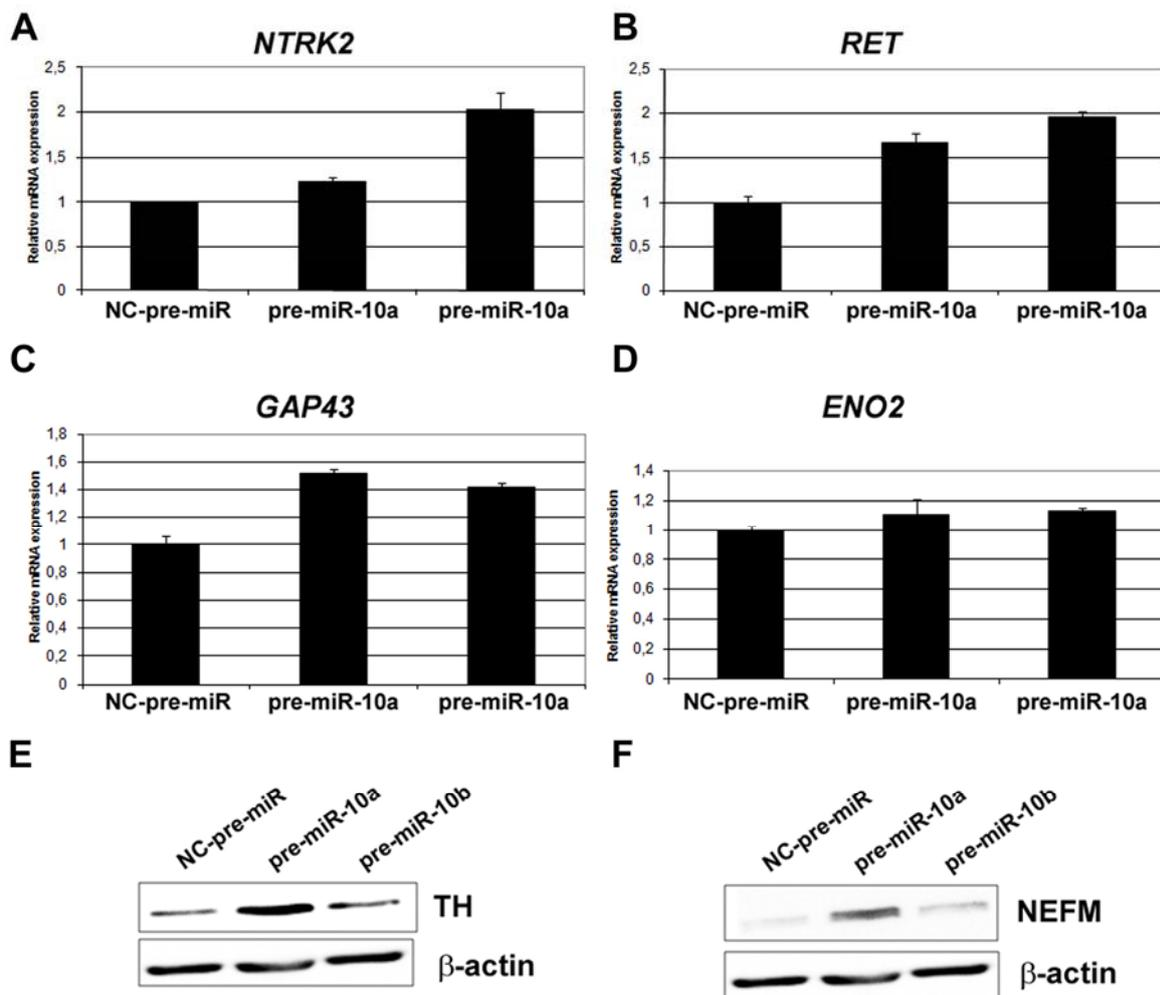 A
NTRK2
Relative mRNA expression
2,5
2
1,5
1
0,5
0
NC-pre-miR pre-miR-10a pre-miR-10a
B
RET
Relative mRNA expression
2,5
2
1,5
1
0,5
0
NC-pre-miR pre-miR-10a pre-miR-10a
C
GAP43
Relative mRNA expression
1,8
1,6
1,4
1,2
1
0,8
0,6
0,4
0,2
0
NC-pre-miR pre-miR-10a pre-miR-10a
D
ENO2
Relative mRNA expression
1,4
1,2
1
0,8
0,6
0,4
0,2
0
NC-pre-miR pre-miR-10a pre-miR-10a
E
NC-pre-miR
pre-miR-10a
pre-miR-10b
TH
β-actin
F
NC-pre-miR
pre-miR-10a
pre-miR-10b
NEFM
β-actin